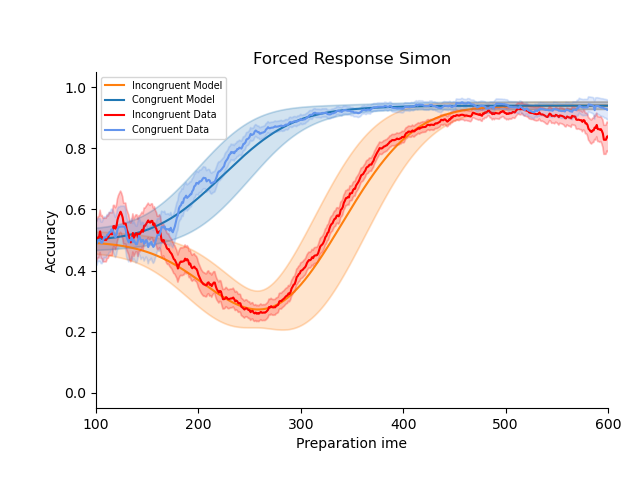 Forced Response Simon
Incongruent Model
Congruent Model
Incongruent Data
Congruent Data
Accuracy
1.0
0.8
0.6
0.4
0.2
0.0
100 200 300 400 500 600
Preparation ime